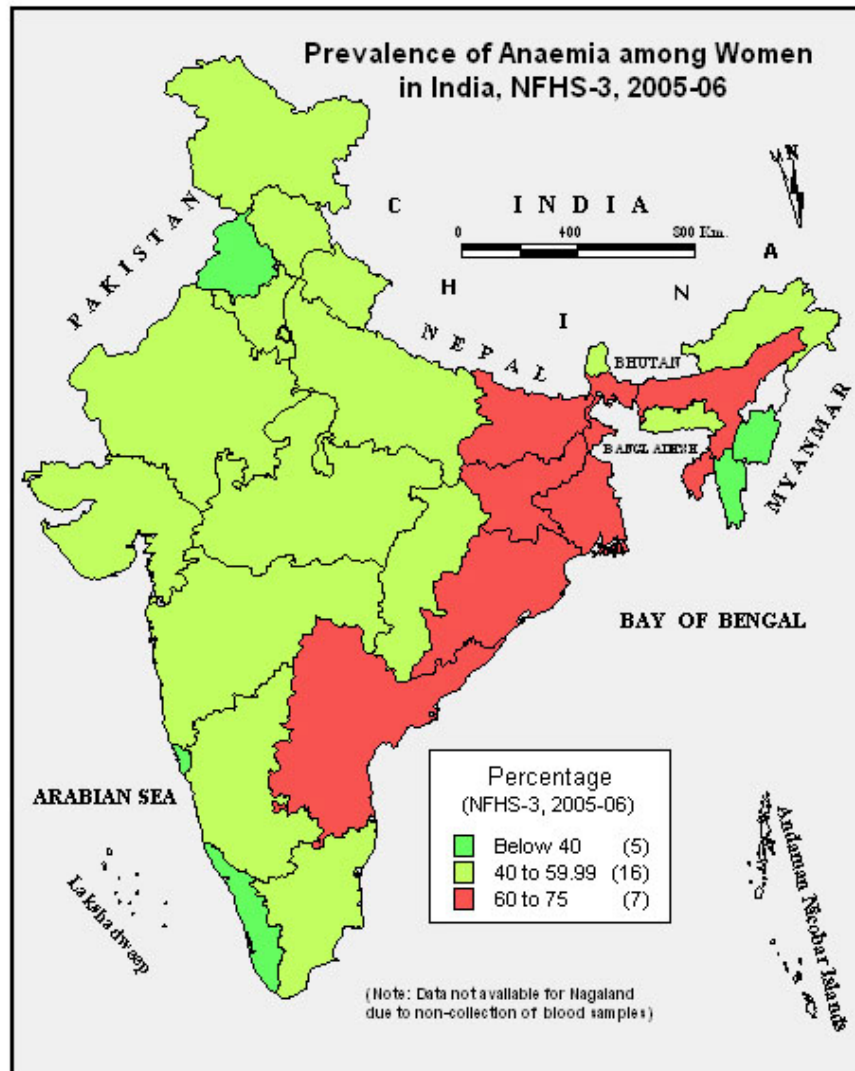 Prevalence of Anaemia among Women
in India, NFHS-3, 2005-06
N
C
I N D I A
0 400 800 Km.
A
PAKISTAN
H
N
I
NEPAL
BHUTAN
BANGLADESH
MYANMAR
BAY OF BENGAL
ARABIAN SEA
Percentage
(NFHS-3, 2005-06)
Below 40 (5)
40 to 59.99 (16)
60 to 75 (7)
Lakshadweep
Andaman Nicobar Islands
(Note: Data not available for Nagaland
due to non-collection of blood samples)